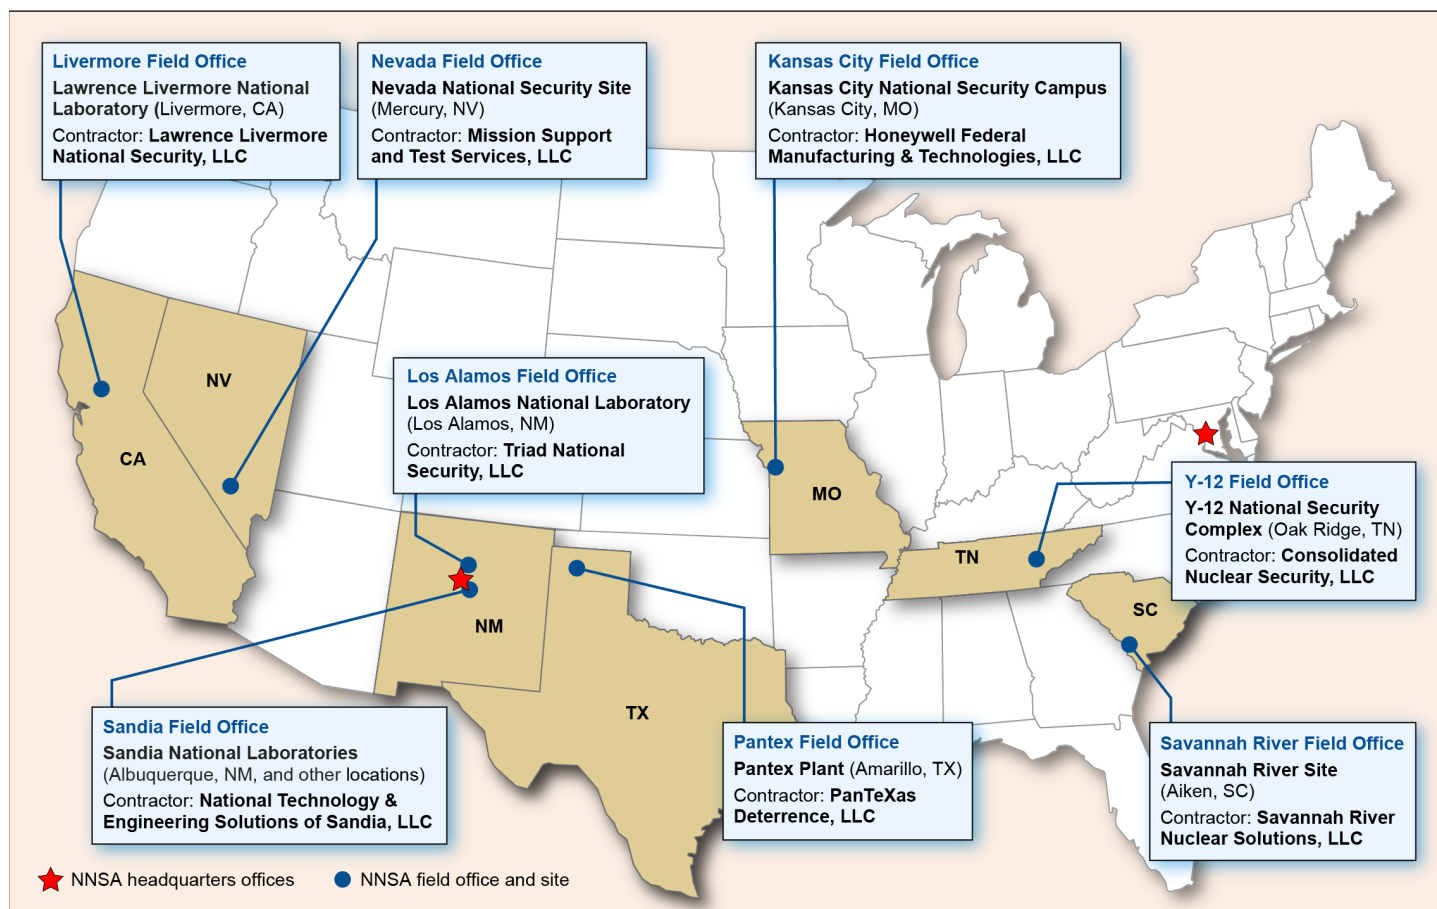 Livermore Field Office
Lawrence Livermore National
Laboratory (Livermore, CA)
Contractor: Lawrence Livermore
National Security, LLC
Nevada Field Office
Nevada National Security Site
(Mercury, NV)
Contractor: Mission Support
and Test Services, LLC
Kansas City Field Office
Kansas City National Security Campus
(Kansas City, MO)
Contractor: Honeywell Federal
Manufacturing & Technologies, LLC
Los Alamos Field Office
Los Alamos National Laboratory
(Los Alamos, NM)
Contractor: Triad National
Security, LLC
NV
CA
MO
Y-12 Field Office
Y-12 National Security
Complex (Oak Ridge, TN)
Contractor: Consolidated
Nuclear Security, LLC
TN
SC
NM
TX
Sandia Field Office
Sandia National Laboratories
(Albuquerque, NM, and other locations)
Contractor: National Technology &
Engineering Solutions of Sandia, LLC
Pantex Field Office
Pantex Plant (Amarillo, TX)
Contractor: PanTeXas
Deterrence, LLC
Savannah River Field Office
Savannah River Site
(Aiken, SC)
Contractor: Savannah River
Nuclear Solutions, LLC
NNSA headquarters offices
NNSA field office and site